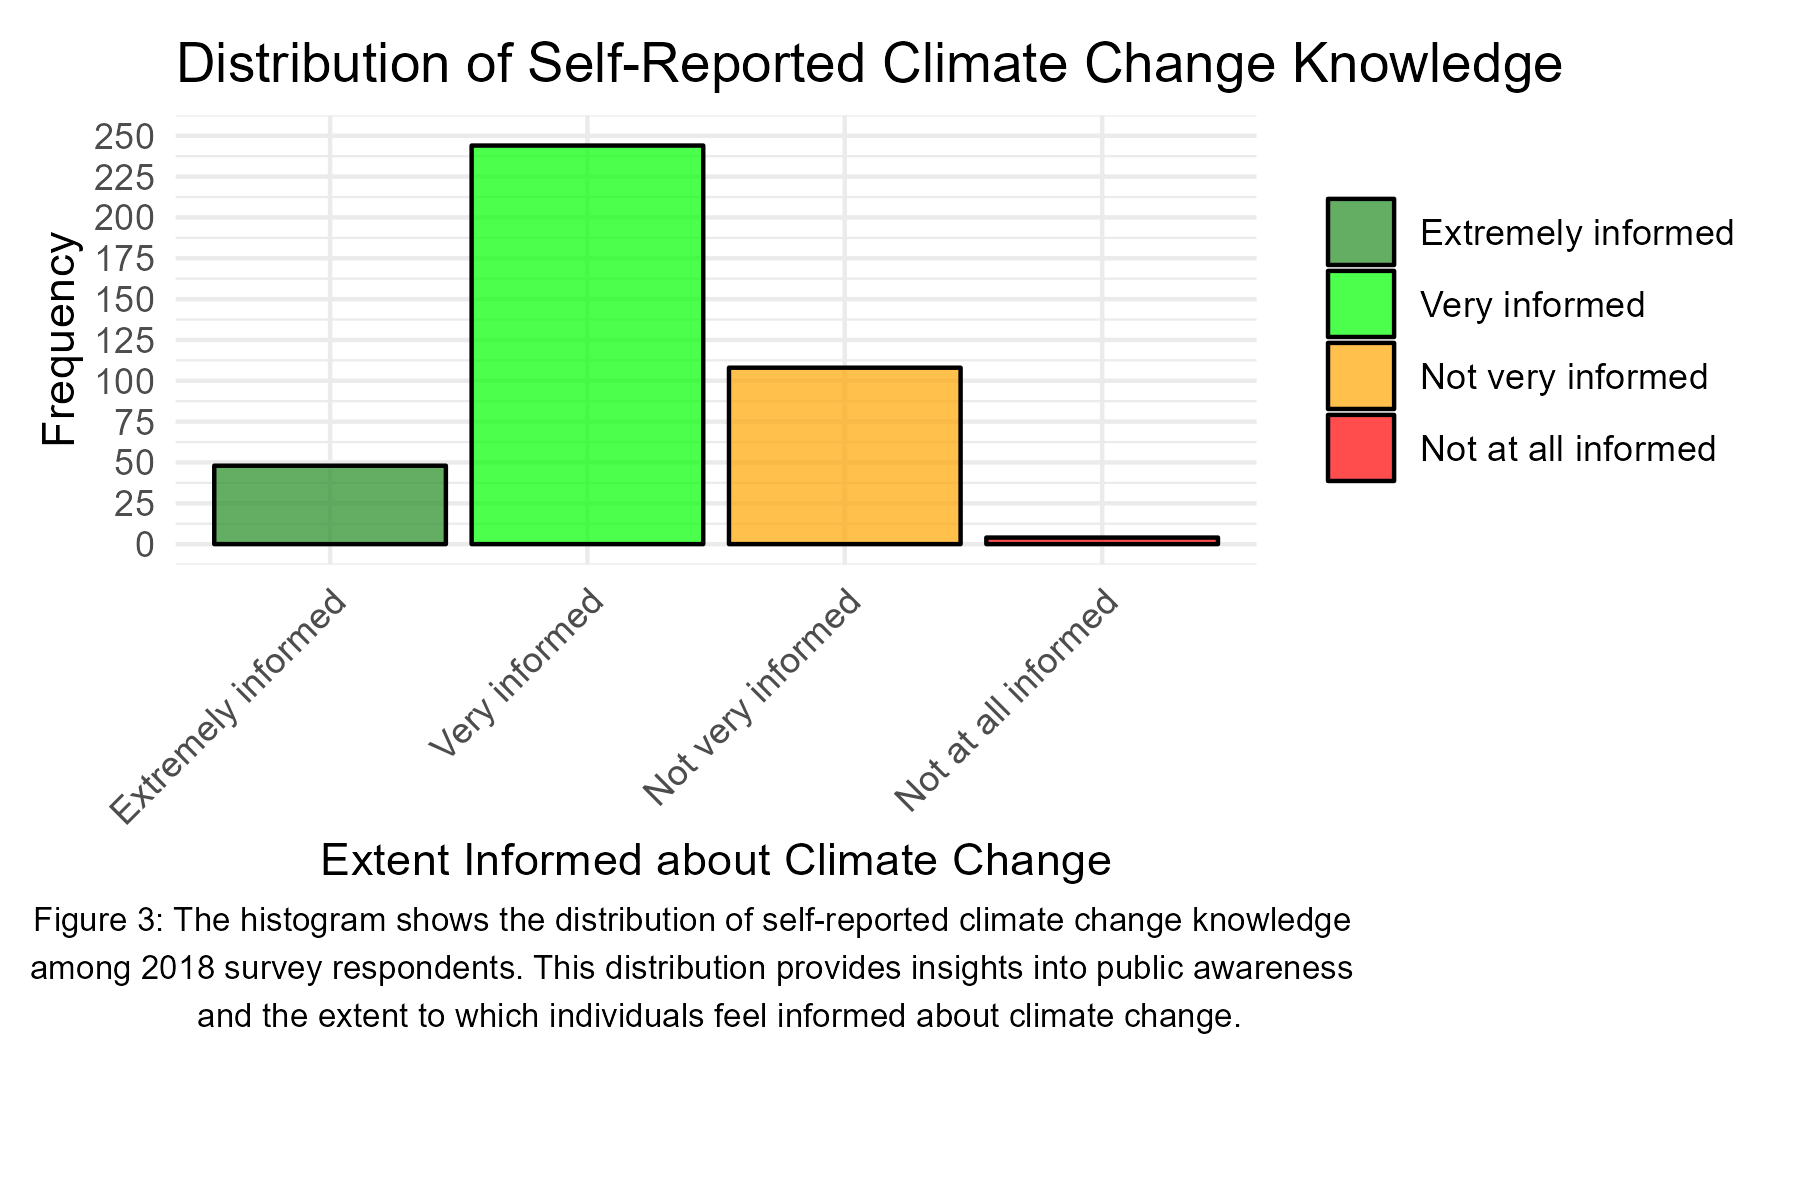 Distribution of Self-Reported Climate Change Knowledge
Frequency
250
225
200
175
150
125
100
75
50
25
0
Extremely informed
Very informed
Not very informed
Not at all informed
Extent Informed about Climate Change
Extremely informed
Very informed
Not very informed
Not at all informed
Figure 3: The histogram shows the distribution of self-reported climate change knowledge
among 2018 survey respondents. This distribution provides insights into public awareness
and the extent to which individuals feel informed about climate change.